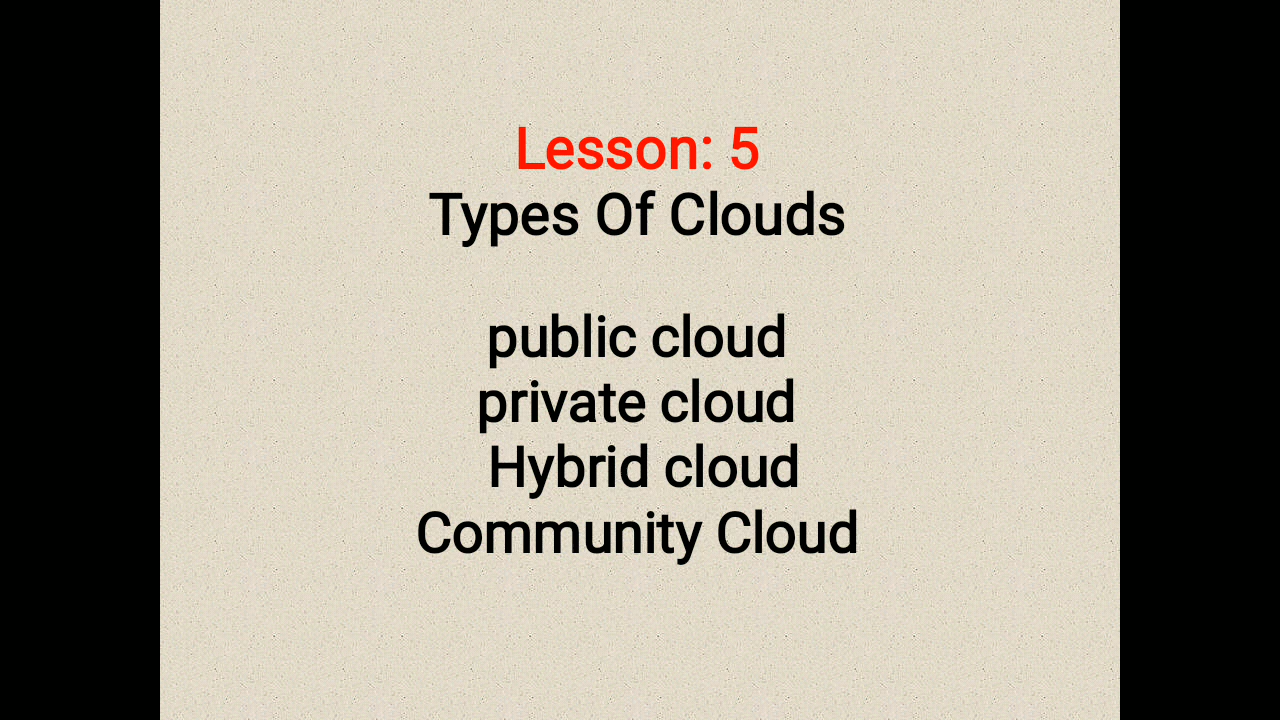 Lesson: 5
Types Of Clouds
public cloud
private cloud
Hybrid cloud
Community Cloud